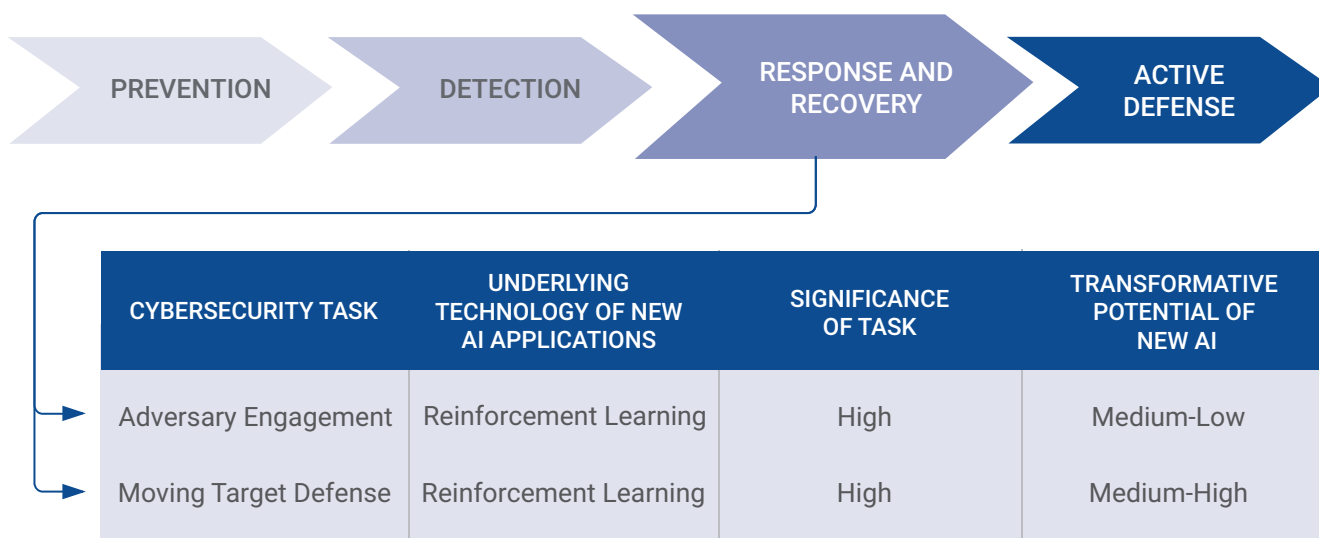 PREVENTION
DETECTION
RESPONSE AND
RECOVERY
ACTIVE
DEFENSE
CYBERSECURITY TASK
UNDERLYING
TECHNOLOGY OF NEW
AI APPLICATIONS
SIGNIFICANCE
OF TASK
TRANSFORMATIVE
POTENTIAL OF
NEW AI
Adversary Engagement
Reinforcement Learning
High
Medium-Low
Moving Target Defense
Reinforcement Learning
High
Medium-High